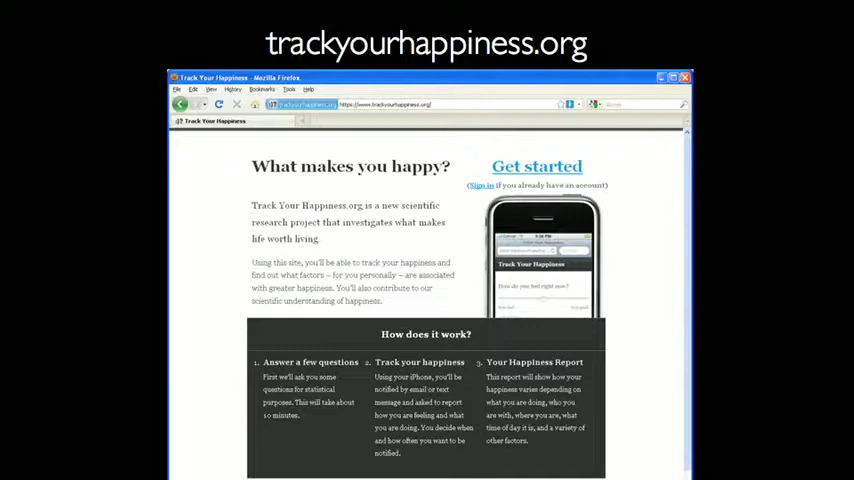 trackyourhappiness.org
Track Your Happiness - Mozilla Firefox
File Edit View History Bookmarks Tools Help
trackyourhappiness.org https://www.trackyourhappiness.org/
Track Your Happiness
What makes you happy?
Get started
(Sign in if you already have an account)
Track Your Happiness.org is a new scientific
research project that investigates what makes
life worth living.
Using this site, you'll be able to track your happiness and
find out what factors – for you personally – are associated
with greater happiness. You'll also contribute to our
scientific understanding of happiness.
Track Your Happiness
How do you feel right now?
How does it work?
1. Answer a few questions
First we'll ask you some
questions for statistical
purposes. This will take about
10 minutes.
2. Track your happiness
Using your iPhone, you'll be
notified by email or text
message and asked to report
how you are feeling and what
you are doing. You decide when
and how often you want to be
notified.
3. Your Happiness Report
This report will show how your
happiness varies depending on
what you are doing, who you
are with, where you are, what
time of day it is, and a variety of
other factors.